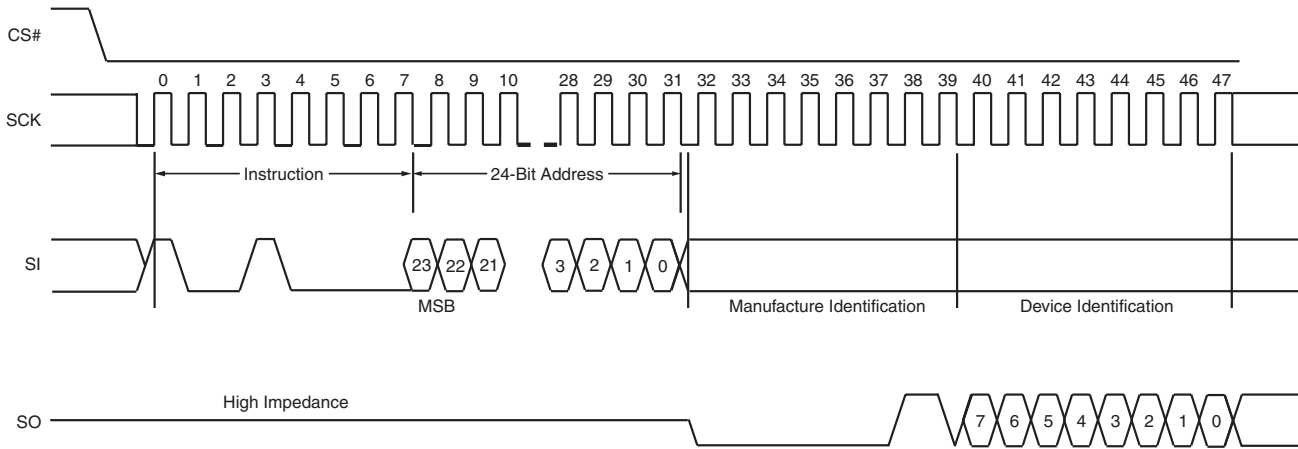 CS#
0 1 2 3 4 5 6 7 8 9 10 28 29 30 31 32 33 34 35 36 37 38 39 40 41 42 43 44 45 46 47
SCK
Instruction 24-Bit Address
SI 23 22 21 3 2 1 0
MSB Manufacture Identification Device Identification
High Impedance
SO 7 6 5 4 3 2 1 0